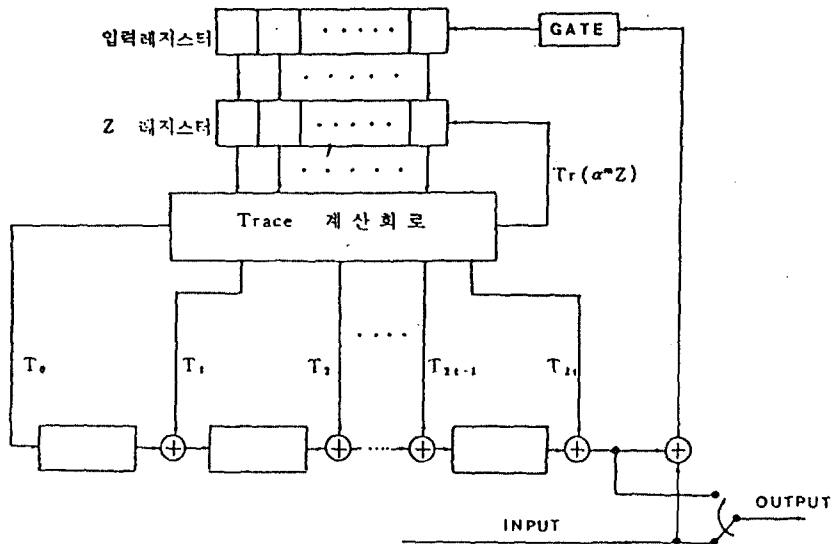 입력레지스터
GATE
Z 레지스터
Tr(αᵐZ)
Trace 계산회로
T₀
T₁
T₂
T₂ₜ₋₁
T₂ₜ
INPUT
OUTPUT